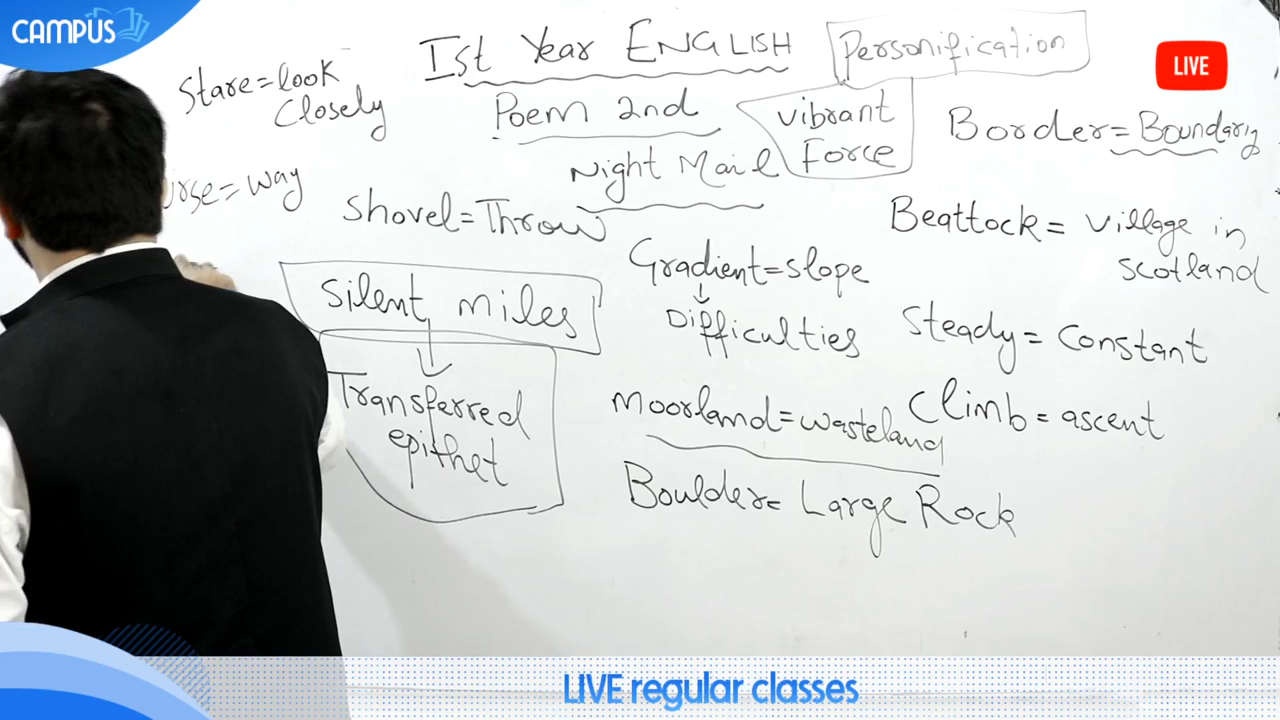 CAMPUS
LIVE
Ist Year ENGLISH
Personification
Poem 2nd
Night Mail
vibrant
Force
Stare = look
Closely
= way
Shovel = Throw
Border = Boundariy
Beattock = village in
Scotland
Gradient = slope
Difficulties
Steady = constant
Silent miles
Transferred
epithet
Moorland = wasteland
Climb = ascent
Boulder = Large Rock
LIVE regular classes